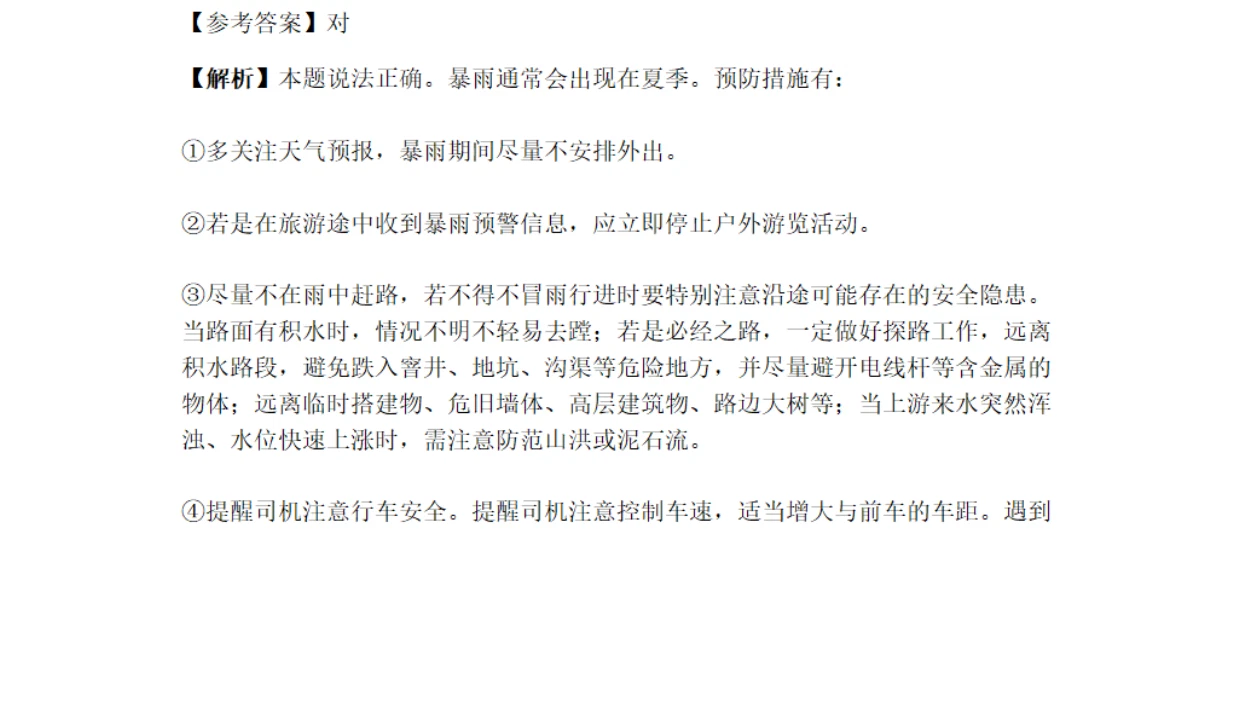 【参考答案】对
【解析】本题说法正确。暴雨通常会出现在夏季。预防措施有：
①多关注天气预报，暴雨期间尽量不安排外出。
②若是在旅游途中收到暴雨预警信息，应立即停止户外游览活动。
③尽量不在雨中赶路，若不得不冒雨行进时要特别注意沿途可能存在的安全隐患。
当路面有积水时，情况不明不轻易去蹚；若是必经之路，一定做好探路工作，远离
积水路段，避免跌入窨井、地坑、沟渠等危险地方，并尽量避开电线杆等含金属的
物体；远离临时搭建物、危旧墙体、高层建筑物、路边大树等；当上游来水突然浑
浊、水位快速上涨时，需注意防范山洪或泥石流。
④提醒司机注意行车安全。提醒司机注意控制车速，适当增大与前车的车距。遇到